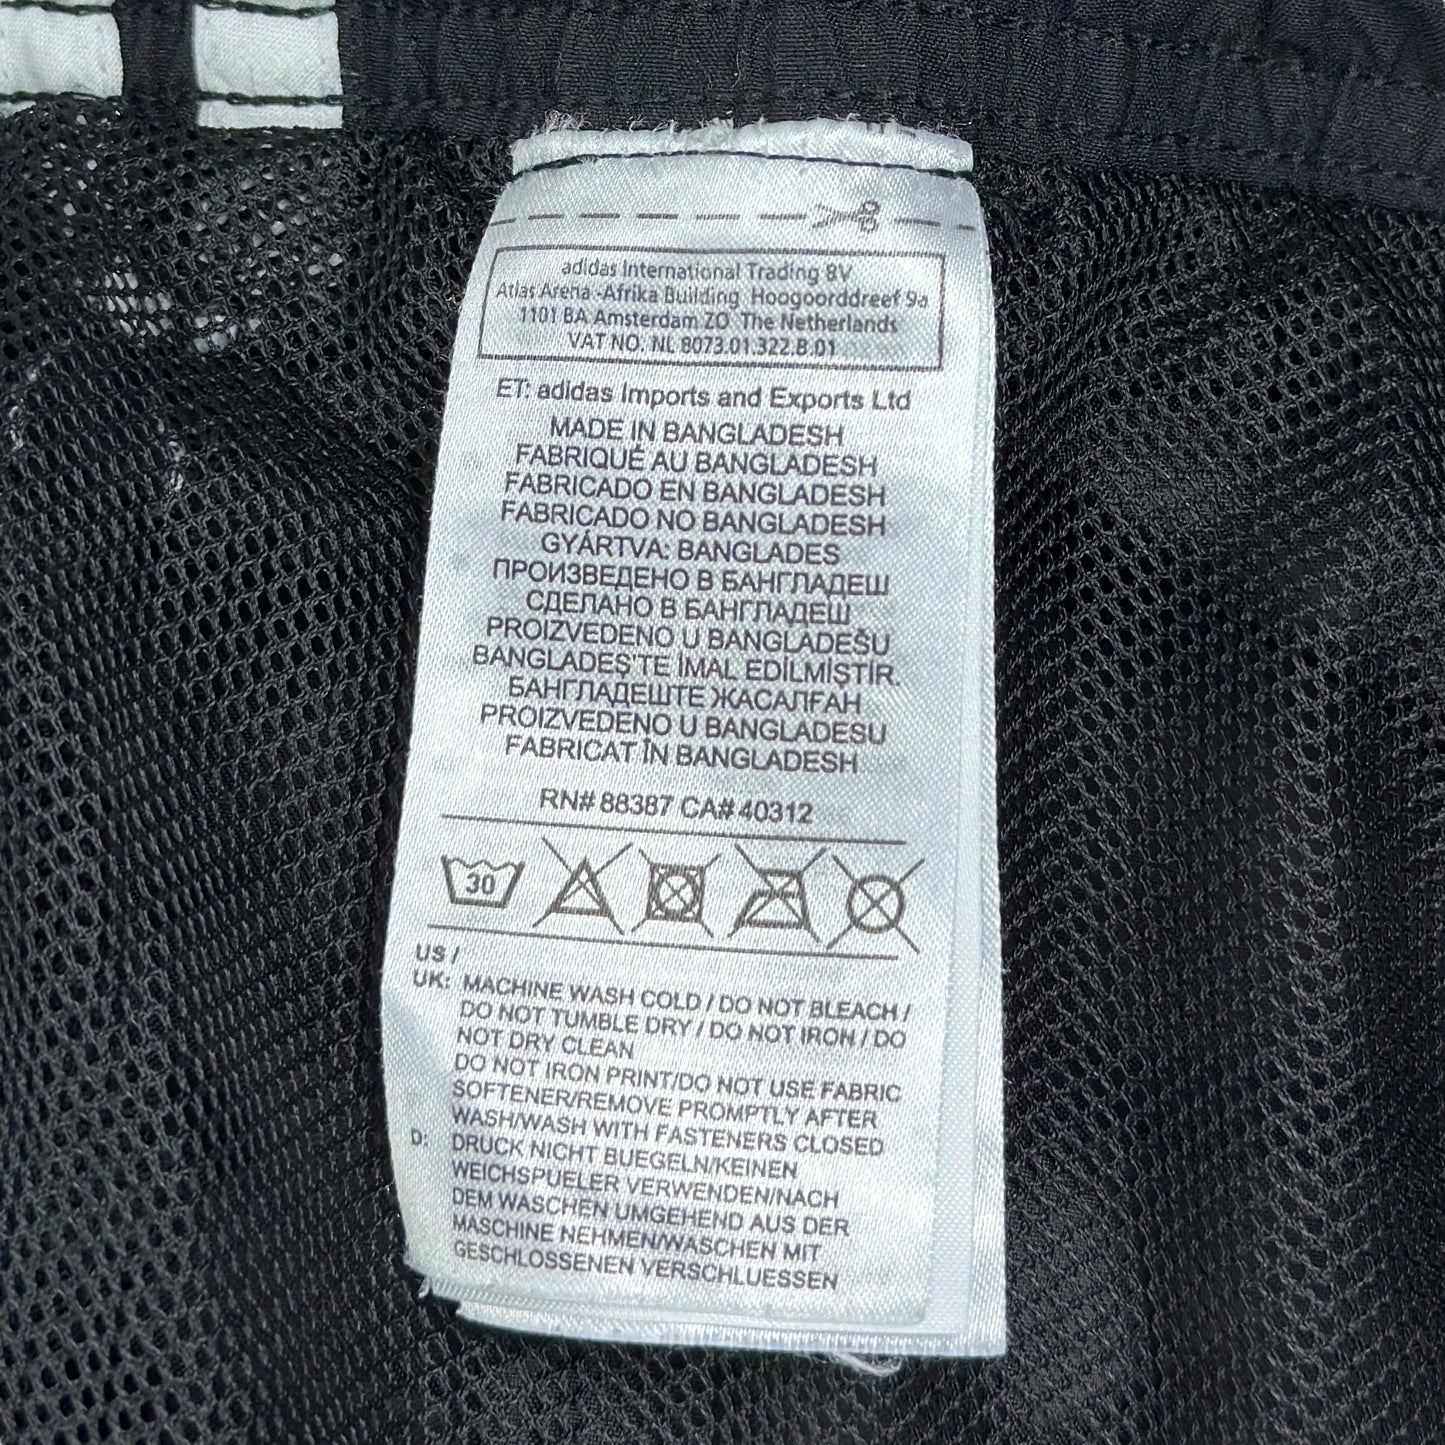 adidas International Trading BV
Atlas Arena -Afrika Building Hoogoorddreef 9a
1101 BA Amsterdam ZO The Netherlands
VAT NO. NL 8073.01.322.B.01
ET: adidas Imports and Exports Ltd
MADE IN BANGLADESH
FABRIQUÉ AU BANGLADESH
FABRICADO EN BANGLADESH
FABRICADO NO BANGLADESH
GYÁRTVA: BANGLADES
ПРОИЗВЕДЕНО В БАНГЛАДЕШ
СДЕЛАНО В БАНГЛАДЕШ
PROIZVEDENO U BANGLADEŠU
BANGLADEŞ'TE İMAL EDİLMİŞTİR.
БАНГЛАДЕШТЕ ЖАСАЛҒАН
PROIZVEDENO U BANGLADESU
FABRICAT ÎN BANGLADESH
RN# 88387 CA# 40312
30
US /
UK: MACHINE WASH COLD / DO NOT BLEACH /
DO NOT TUMBLE DRY / DO NOT IRON / DO
NOT DRY CLEAN
DO NOT IRON PRINT/DO NOT USE FABRIC
SOFTENER/REMOVE PROMPTLY AFTER
WASH/WASH WITH FASTENERS CLOSED
D: DRUCK NICHT BUEGELN/KEINEN
WEICHSPUELER VERWENDEN/NACH
DEM WASCHEN UMGEHEND AUS DER
MASCHINE NEHMEN/WASCHEN MIT
GESCHLOSSENEN VERSCHLUESSEN